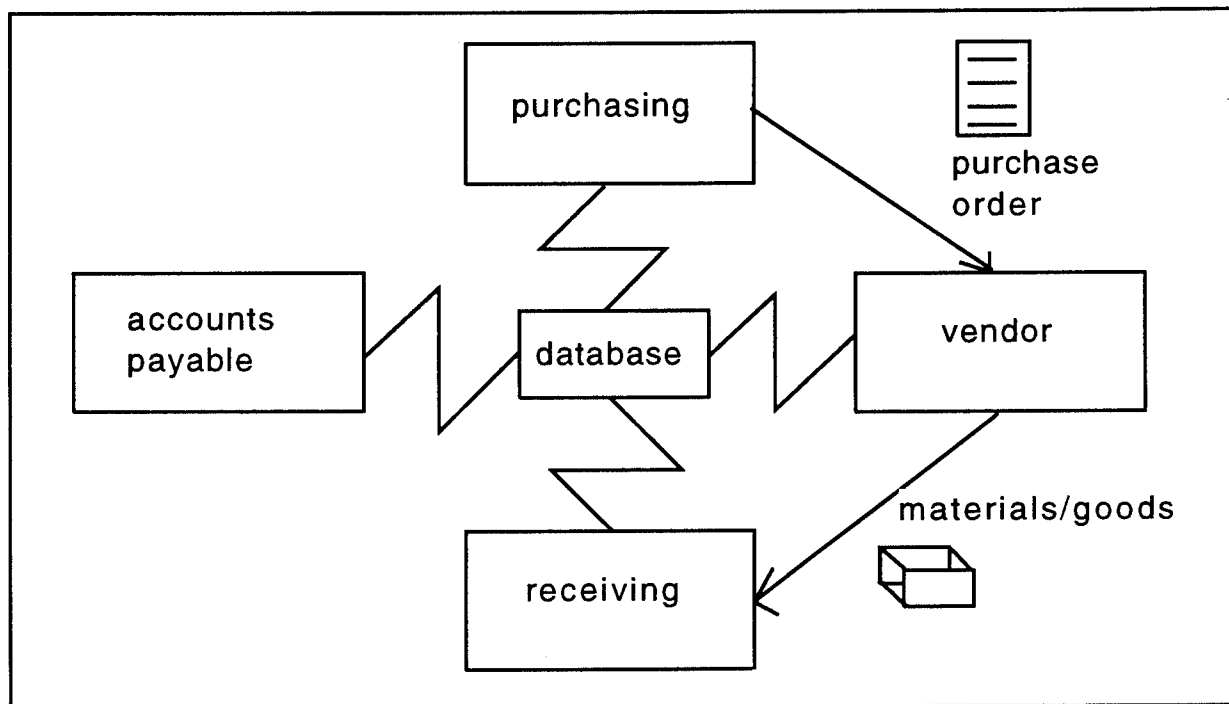 purchasing
purchase
order
accounts
payable
database
vendor
materials/goods
receiving